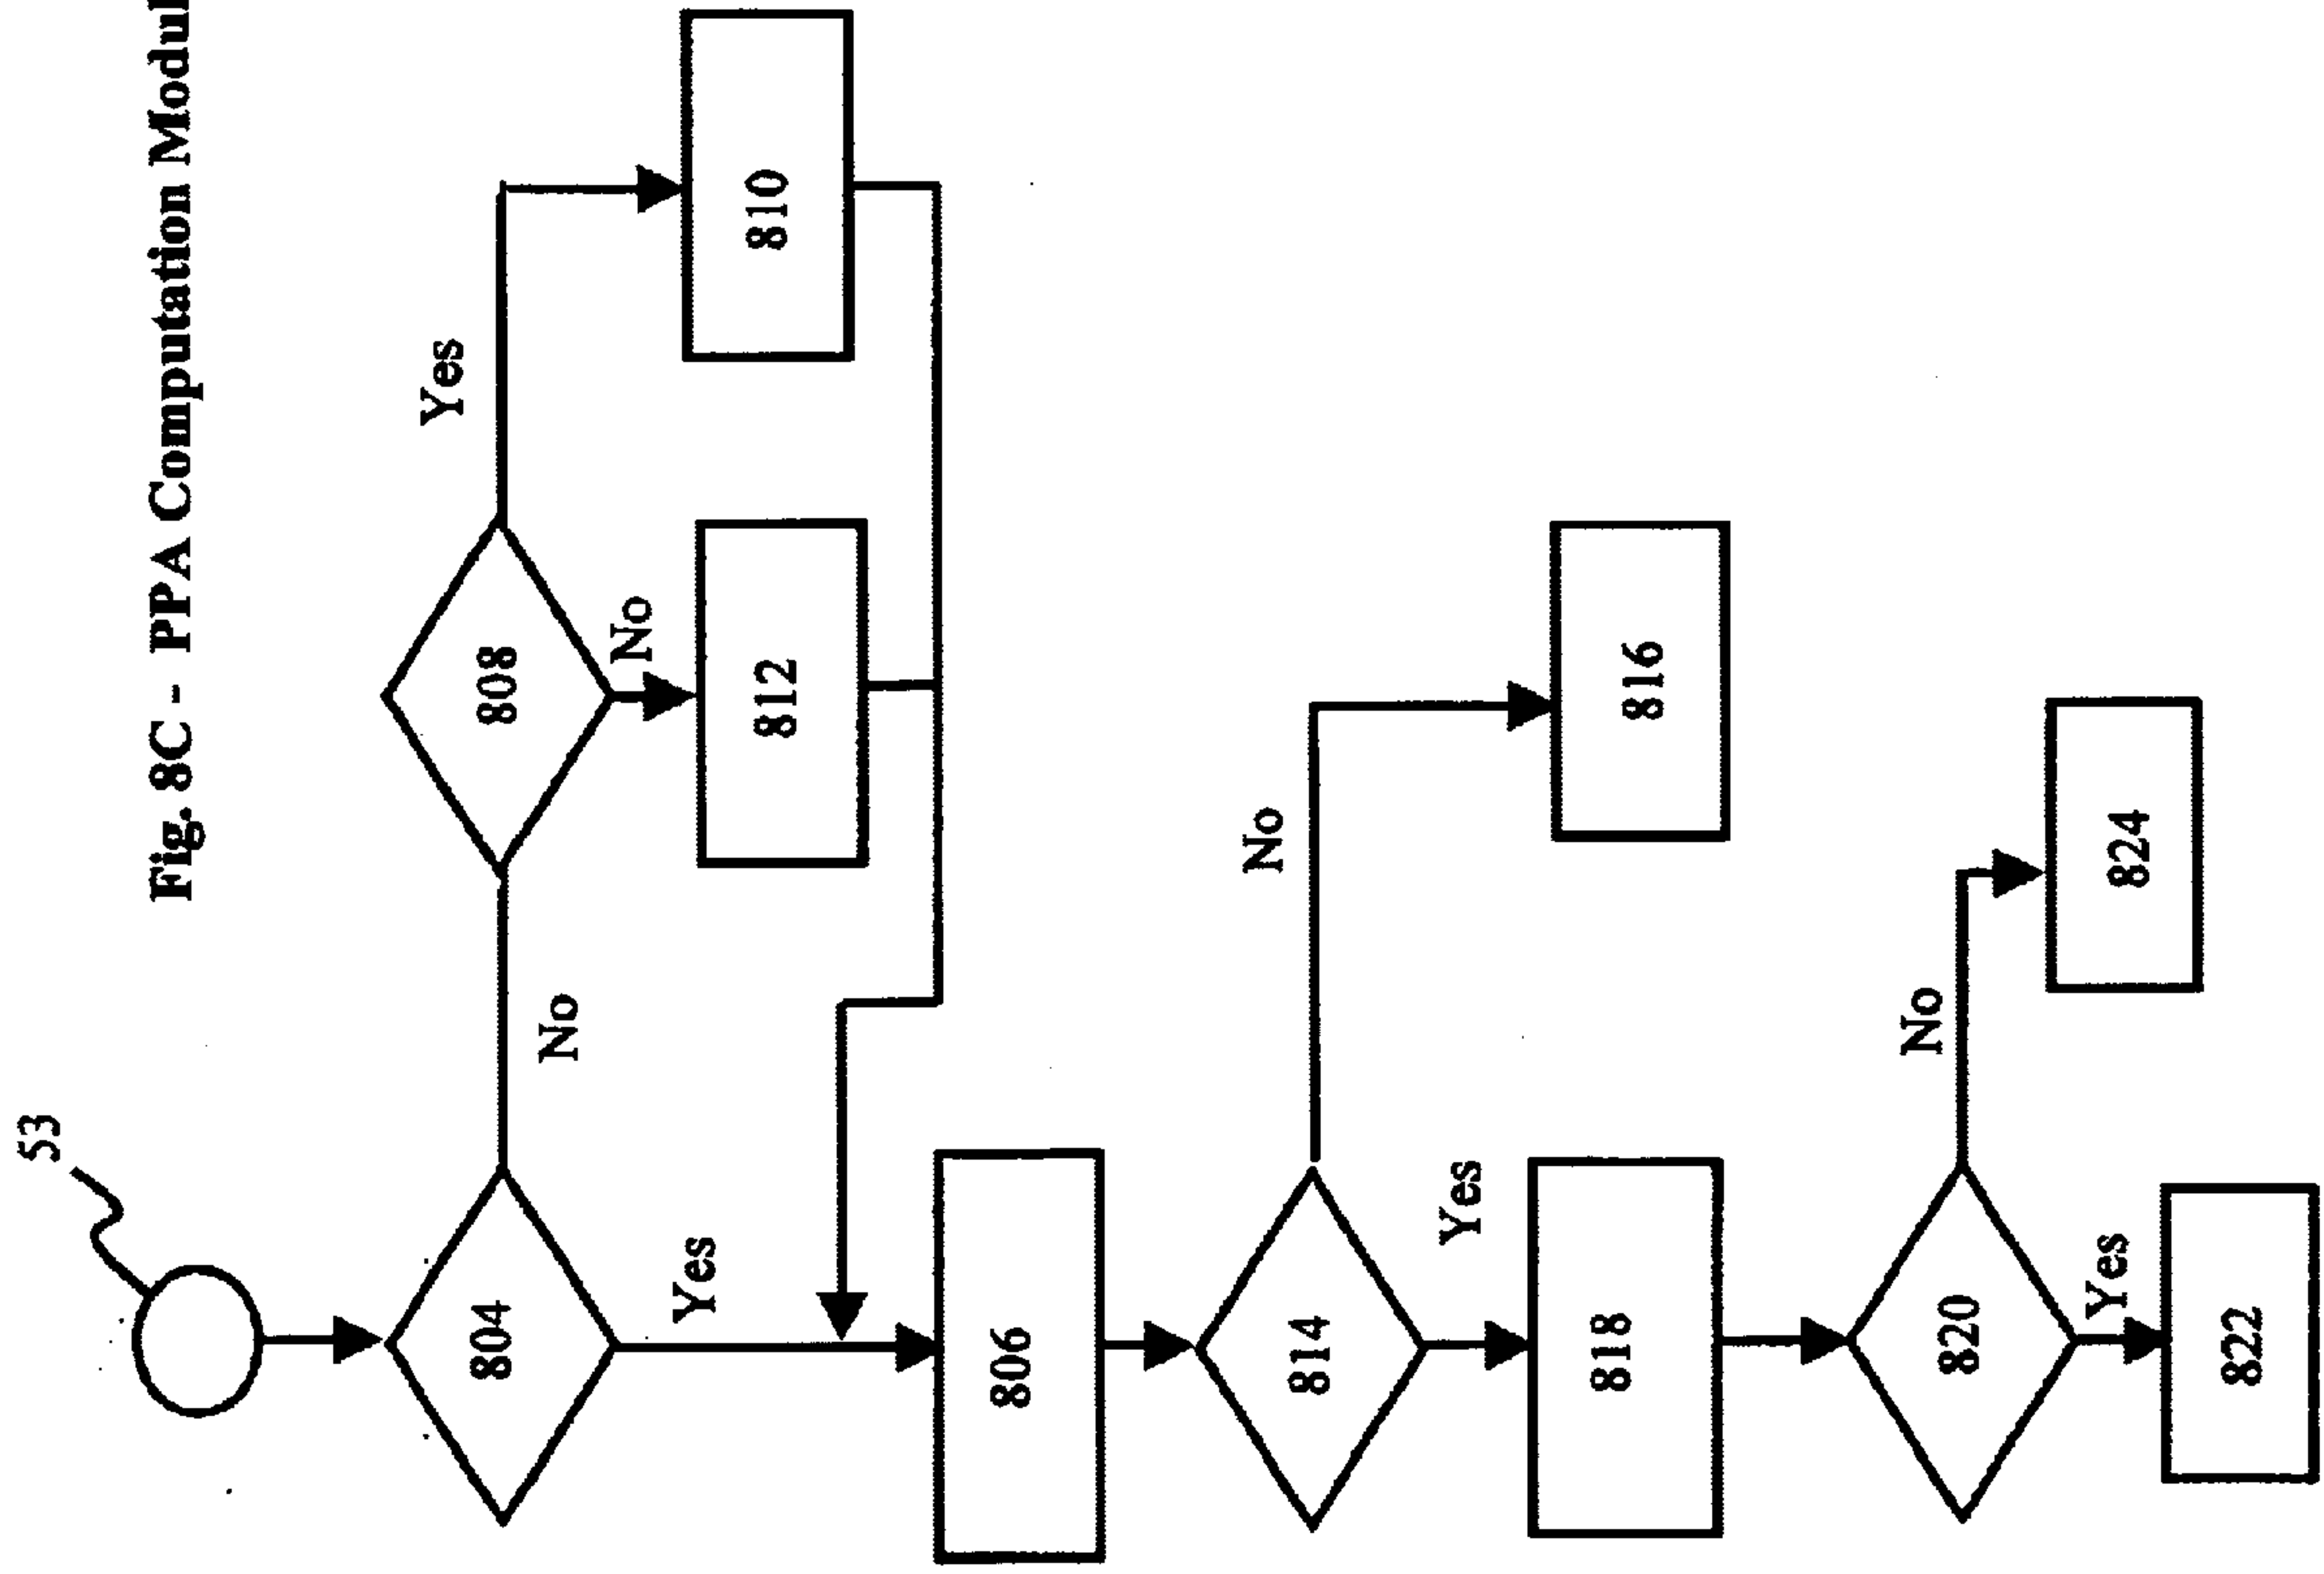 Fig. 8C - PPA Computation Modul
53
804
No
808
Yes
No
Yes
812
810
806
814
No
Yes
818
816
820
No
Yes
822
824